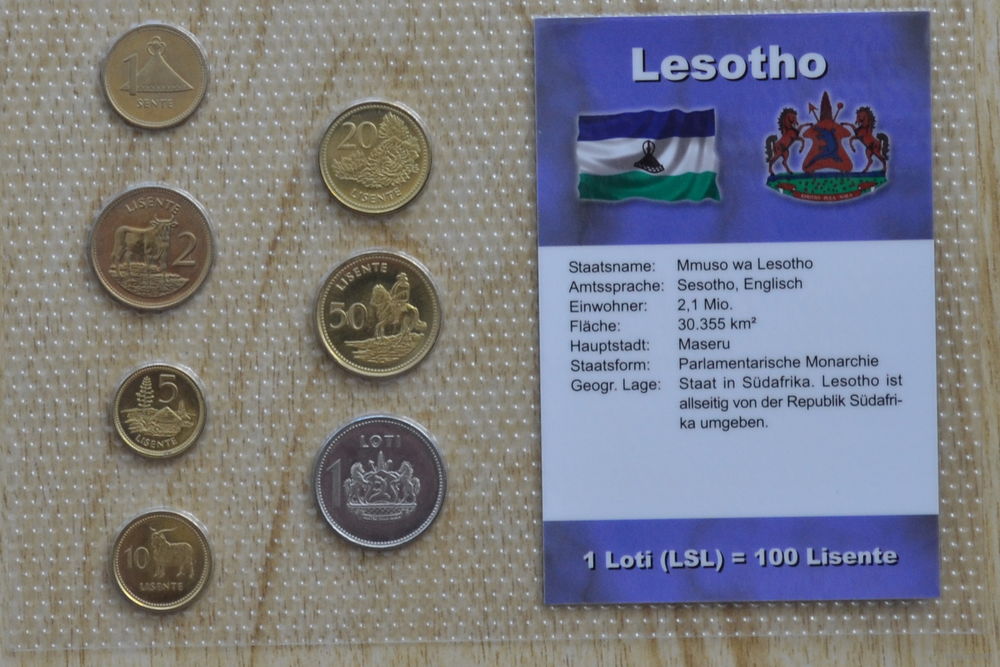 1
SENTE
LISENTE
2
5
LISENTE
10
LISENTE
20
LISENTE
LISENTE
50
LOTI
1
Lesotho
Staatsname: Mmuso wa Lesotho
Amtssprache: Sesotho, Englisch
Einwohner: 2,1 Mio.
Fläche: 30.355 km²
Hauptstadt: Maseru
Staatsform: Parlamentarische Monarchie
Geogr. Lage: Staat in Südafrika. Lesotho ist
allseitig von der Republik Südafri-
ka umgeben.
1 Loti (LSL) = 100 Lisente